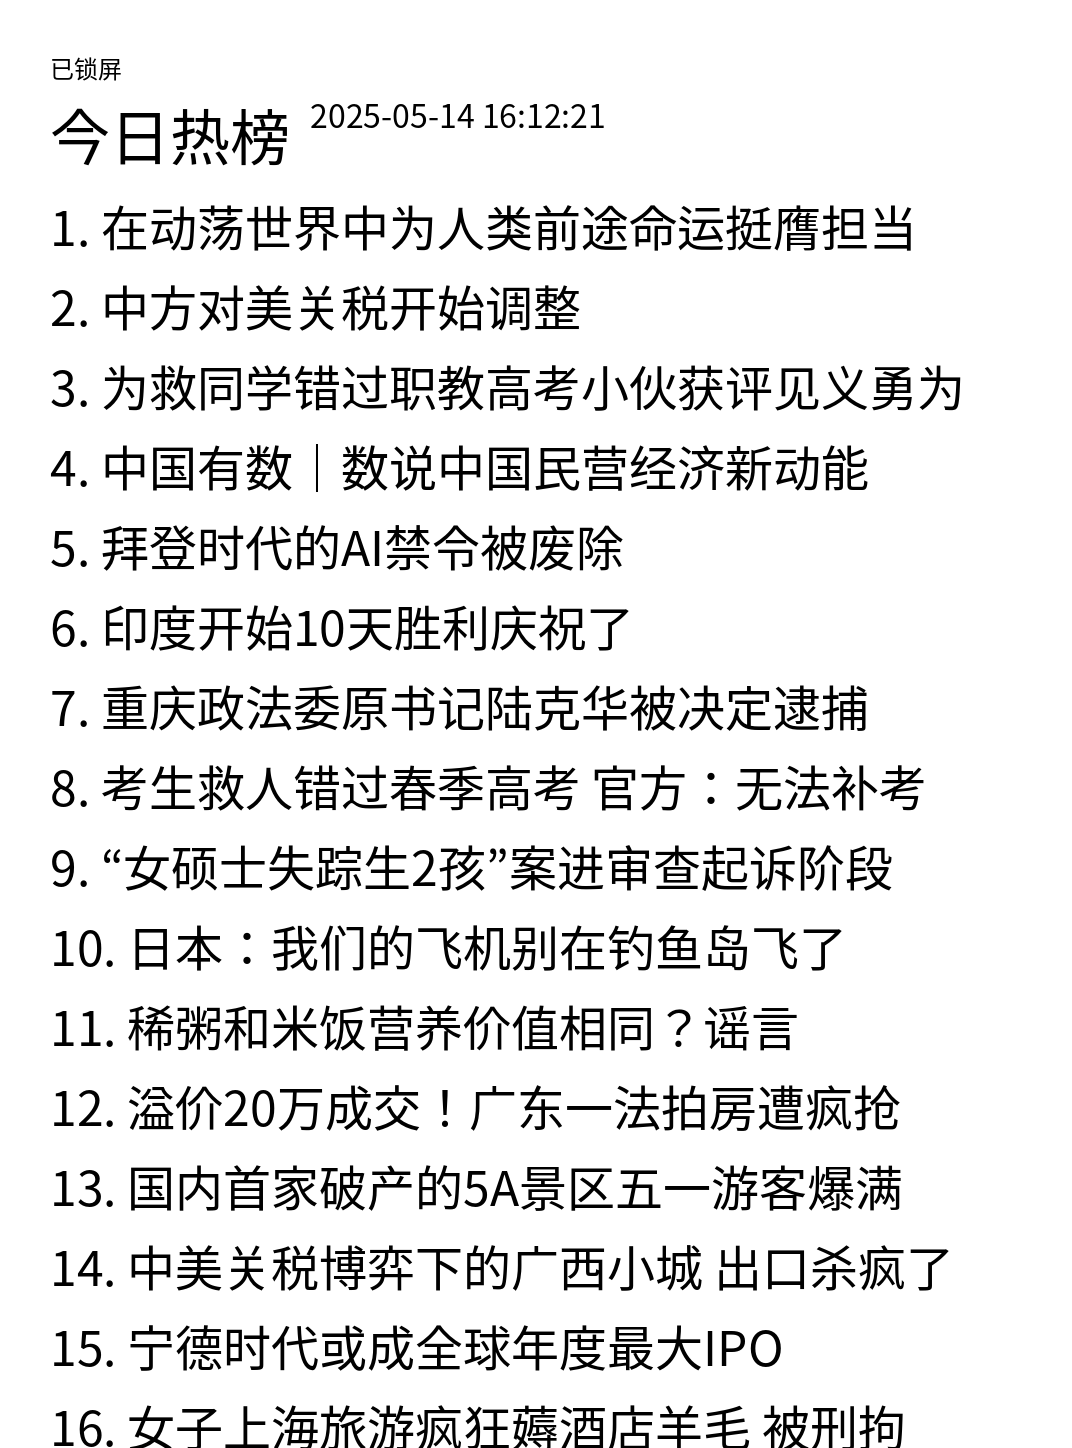 已锁屏
今日热榜 2025-05-14 16:12:21
1. 在动荡世界中为人类前途命运挺膺担当
2. 中方对美关税开始调整
3. 为救同学错过职教高考小伙获评见义勇为
4. 中国有数｜数说中国民营经济新动能
5. 拜登时代的AI禁令被废除
6. 印度开始10天胜利庆祝了
7. 重庆政法委原书记陆克华被决定逮捕
8. 考生救人错过春季高考 官方：无法补考
9. “女硕士失踪生2孩”案进审查起诉阶段
10. 日本：我们的飞机别在钓鱼岛飞了
11. 稀粥和米饭营养价值相同？谣言
12. 溢价20万成交！广东一法拍房遭疯抢
13. 国内首家破产的5A景区五一游客爆满
14. 中美关税博弈下的广西小城 出口杀疯了
15. 宁德时代或成全球年度最大IPO
16. 女子上海旅游疯狂薅酒店羊毛 被刑拘